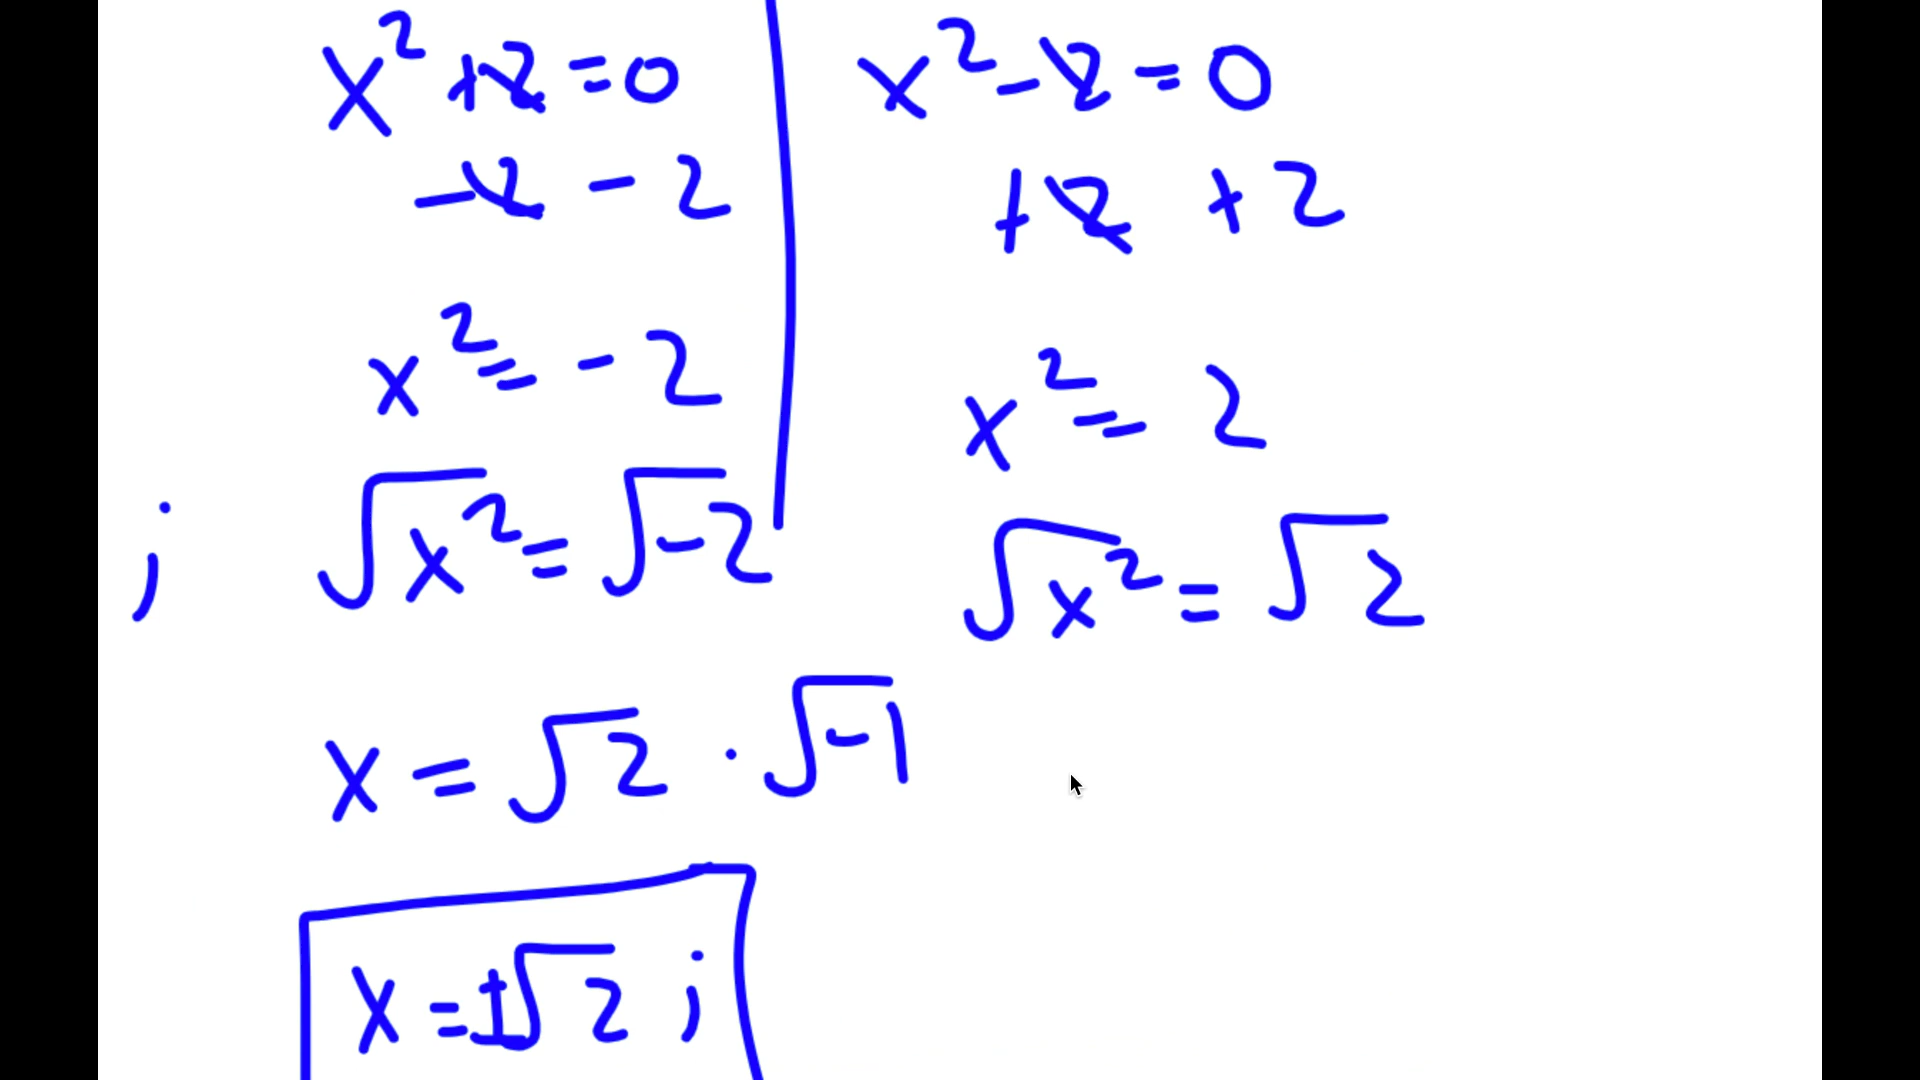 x² + 2 = 0
- 2 - 2
x² = - 2
i
√x² = √-2
x = √2 · √-1
x = ±√2 i
x² - 2 = 0
+ 2 + 2
x² = 2
√x² = √2